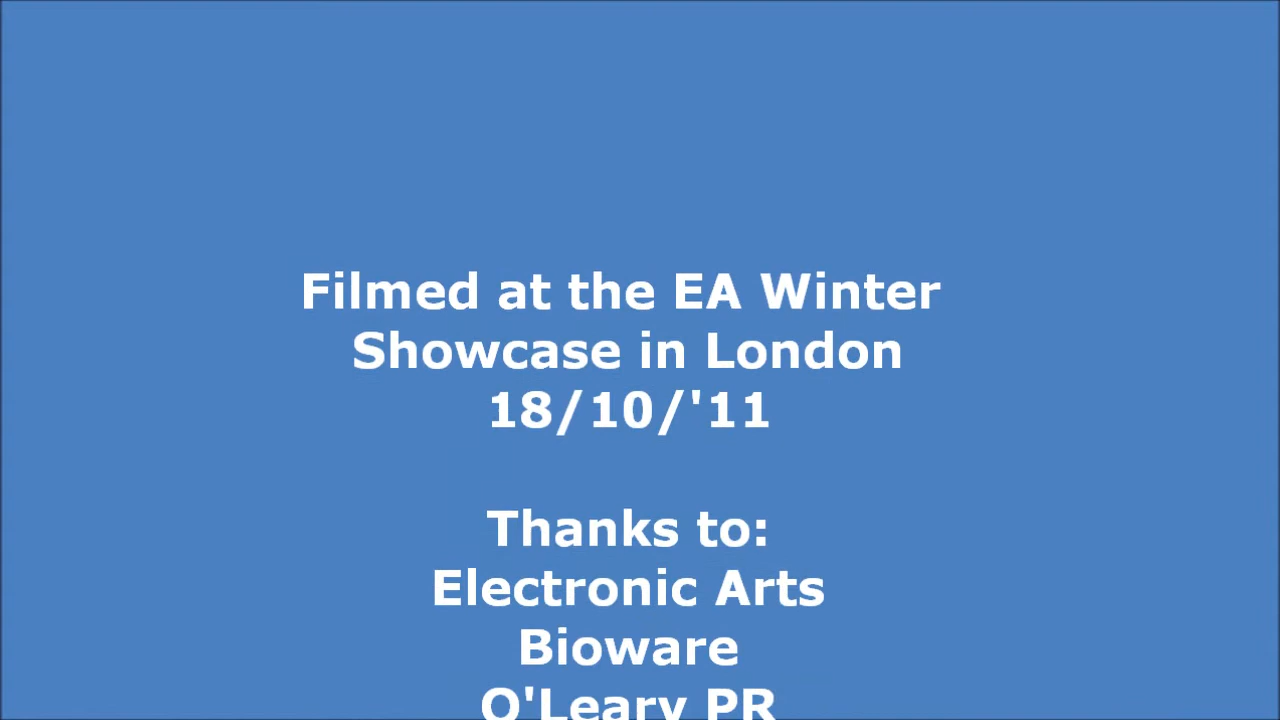 Filmed at the EA Winter
Showcase in London
18/10/'11
Thanks to:
Electronic Arts
Bioware
O'Leary PR